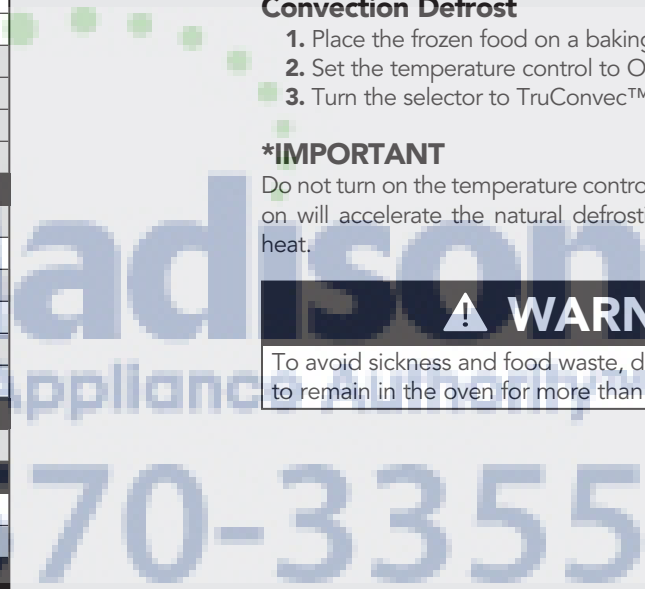 Convection Defrost
1. Place the frozen food on a baking
2. Set the temperature control to O
3. Turn the selector to TruConvec™
*IMPORTANT
Do not turn on the temperature contro
on will accelerate the natural defrosti
heat.
⚠ WARN
To avoid sickness and food waste, d
to remain in the oven for more than
adison
Appliance Authority™
70-3355